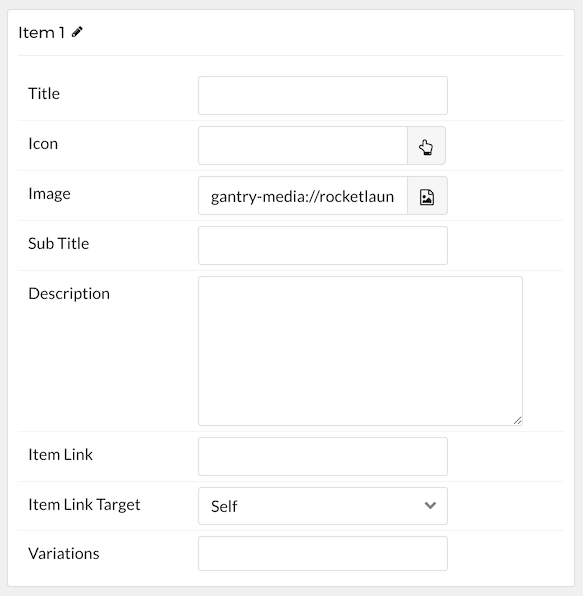 Item 1
Title
Icon
Image
gantry-media://rocketlaun
Sub Title
Description
Item Link
Item Link Target
Self
Variations